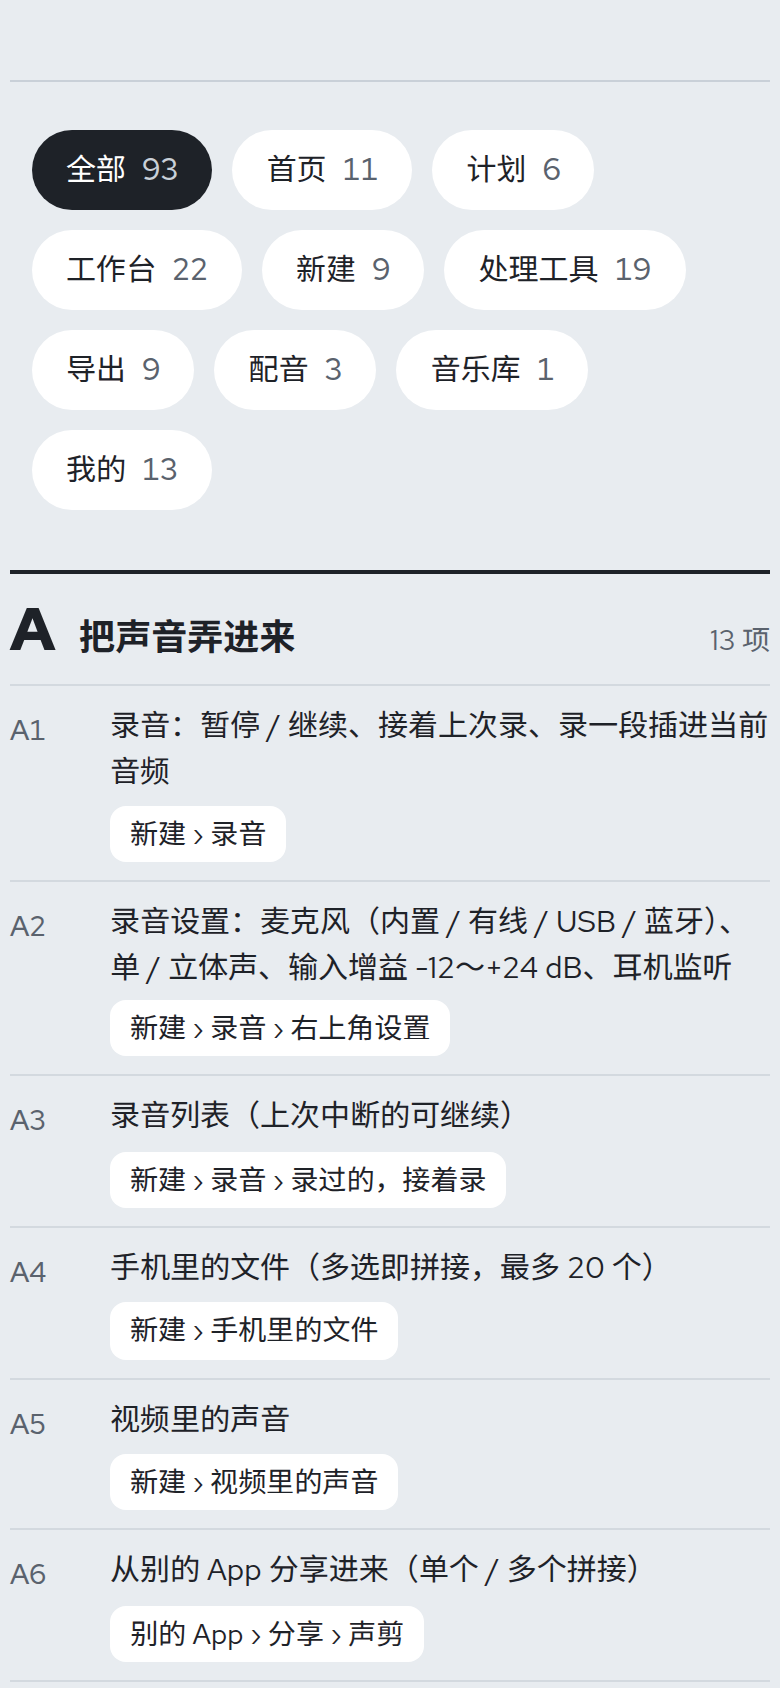 全部 93 首页 11 计划 6
工作台 22 新建 9 处理工具 19
导出 9 配音 3 音乐库 1
我的 13
A 把声音弄进来 13 项
A1 录音：暂停 / 继续、接着上次录、录一段插进当前
音频
新建 › 录音
A2 录音设置：麦克风（内置 / 有线 / USB / 蓝牙）、
单 / 立体声、输入增益 -12～+24 dB、耳机监听
新建 › 录音 › 右上角设置
A3 录音列表（上次中断的可继续）
新建 › 录音 › 录过的，接着录
A4 手机里的文件（多选即拼接，最多 20 个）
新建 › 手机里的文件
A5 视频里的声音
新建 › 视频里的声音
A6 从别的 App 分享进来（单个 / 多个拼接）
别的 App › 分享 › 声剪